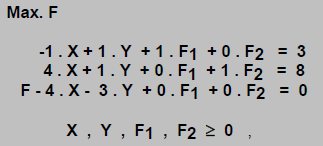 Max. F
-1 . X + 1 . Y + 1 . F1 + 0 . F2 = 3
4 . X + 1 . Y + 0 . F1 + 1 . F2 = 8
F - 4 . X - 3 . Y + 0 . F1 + 0 . F2 = 0
X , Y , F1 , F2 ≥ 0 ,